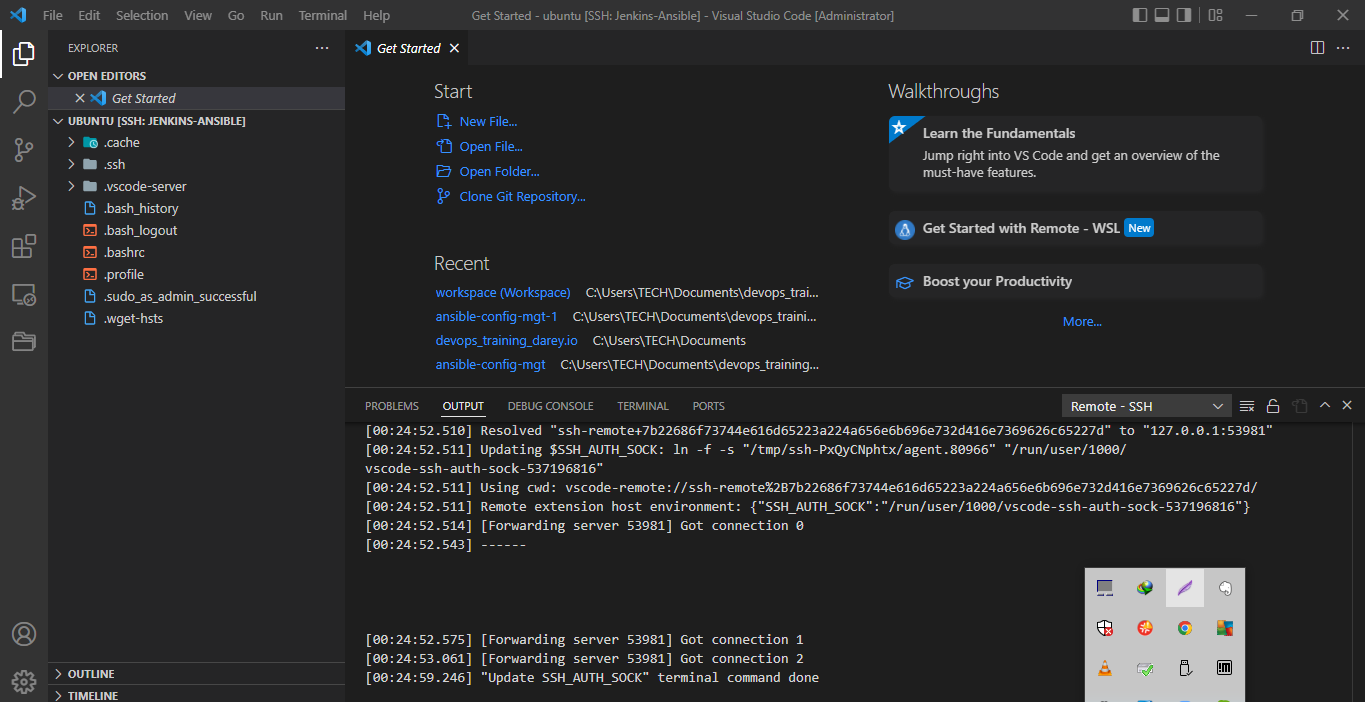 File Edit Selection View Go Run Terminal Help
Get Started - ubuntu [SSH: Jenkins-Ansible] - Visual Studio Code [Administrator]
EXPLORER
OPEN EDITORS
Get Started
UBUNTU [SSH: JENKINS-ANSIBLE]
.cache
.ssh
.vscode-server
.bash_history
.bash_logout
.bashrc
.profile
.sudo_as_admin_successful
.wget-hsts
OUTLINE
TIMELINE
Get Started
Start
New File...
Open File...
Open Folder...
Clone Git Repository...
Recent
workspace (Workspace) C:\Users\TECH\Documents\devops_trai...
ansible-config-mgt-1 C:\Users\TECH\Documents\devops_traini...
devops_training_darey.io C:\Users\TECH\Documents
ansible-config-mgt C:\Users\TECH\Documents\devops_training...
Walkthroughs
Learn the Fundamentals
Jump right into VS Code and get an overview of the
must-have features.
Get Started with Remote - WSL New
Boost your Productivity
More...
PROBLEMS OUTPUT DEBUG CONSOLE TERMINAL PORTS
Remote - SSH
[00:24:52.510] Resolved "ssh-remote+7b22686f73744e616d65223a224a656e6b696e732d416e7369626c65227d" to "127.0.0.1:53981"
[00:24:52.511] Updating $SSH_AUTH_SOCK: ln -f -s "/tmp/ssh-PxQyCNphtx/agent.80966" "/run/user/1000/
vscode-ssh-auth-sock-537196816"
[00:24:52.511] Using cwd: vscode-remote://ssh-remote%2B7b22686f73744e616d65223a224a656e6b696e732d416e7369626c65227d/
[00:24:52.511] Remote extension host environment: {"SSH_AUTH_SOCK":"/run/user/1000/vscode-ssh-auth-sock-537196816"}
[00:24:52.514] [Forwarding server 53981] Got connection 0
[00:24:52.543] ------
[00:24:52.575] [Forwarding server 53981] Got connection 1
[00:24:53.061] [Forwarding server 53981] Got connection 2
[00:24:59.246] "Update SSH_AUTH_SOCK" terminal command done